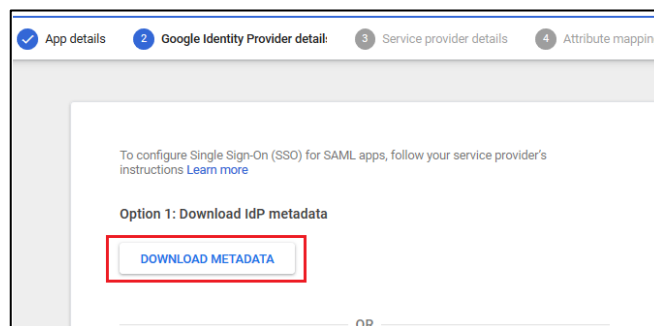 App details 2 Google Identity Provider detail: 3 Service provider details 4 Attribute mappin
To configure Single Sign-On (SSO) for SAML apps, follow your service provider's
instructions Learn more
Option 1: Download IdP metadata
DOWNLOAD METADATA
OR